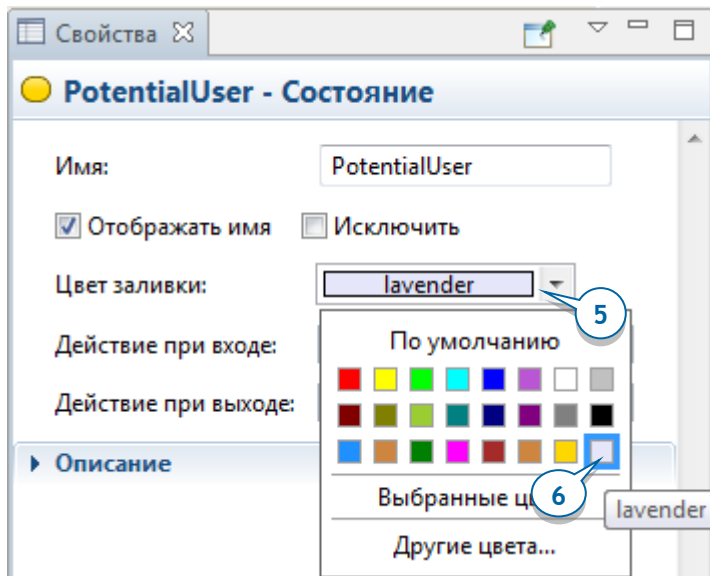 Свойства
PotentialUser - Состояние
Имя: PotentialUser
Отображать имя Исключить
Цвет заливки: lavender
5
По умолчанию
Действие при входе:
Действие при выходе:
Описание
Выбранные
6
lavender
Другие цвета...